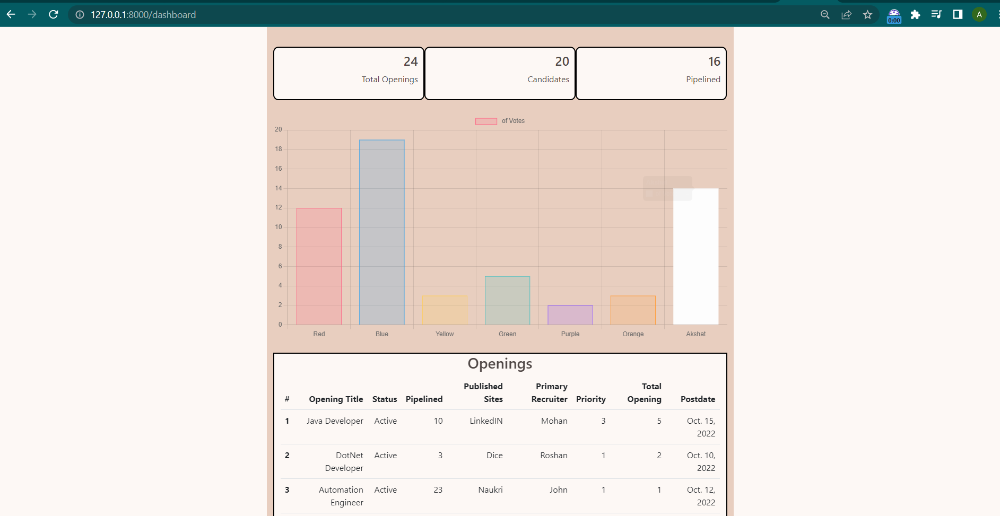 127.0.0.1:8000/dashboard
0:00
A
24
Total Openings
20
Candidates
16
Pipelined
of Votes
20
18
16
14
12
10
8
6
4
2
0
Red Blue Yellow Green Purple Orange Akshat
Openings
# Opening Title Status Pipelined Published Sites Primary Recruiter Priority Total Opening Postdate
1 Java Developer Active 10 LinkedIN Mohan 3 5 Oct. 15, 2022
2 DotNet Developer Active 3 Dice Roshan 1 2 Oct. 10, 2022
3 Automation Engineer Active 23 Naukri John 1 1 Oct. 12, 2022